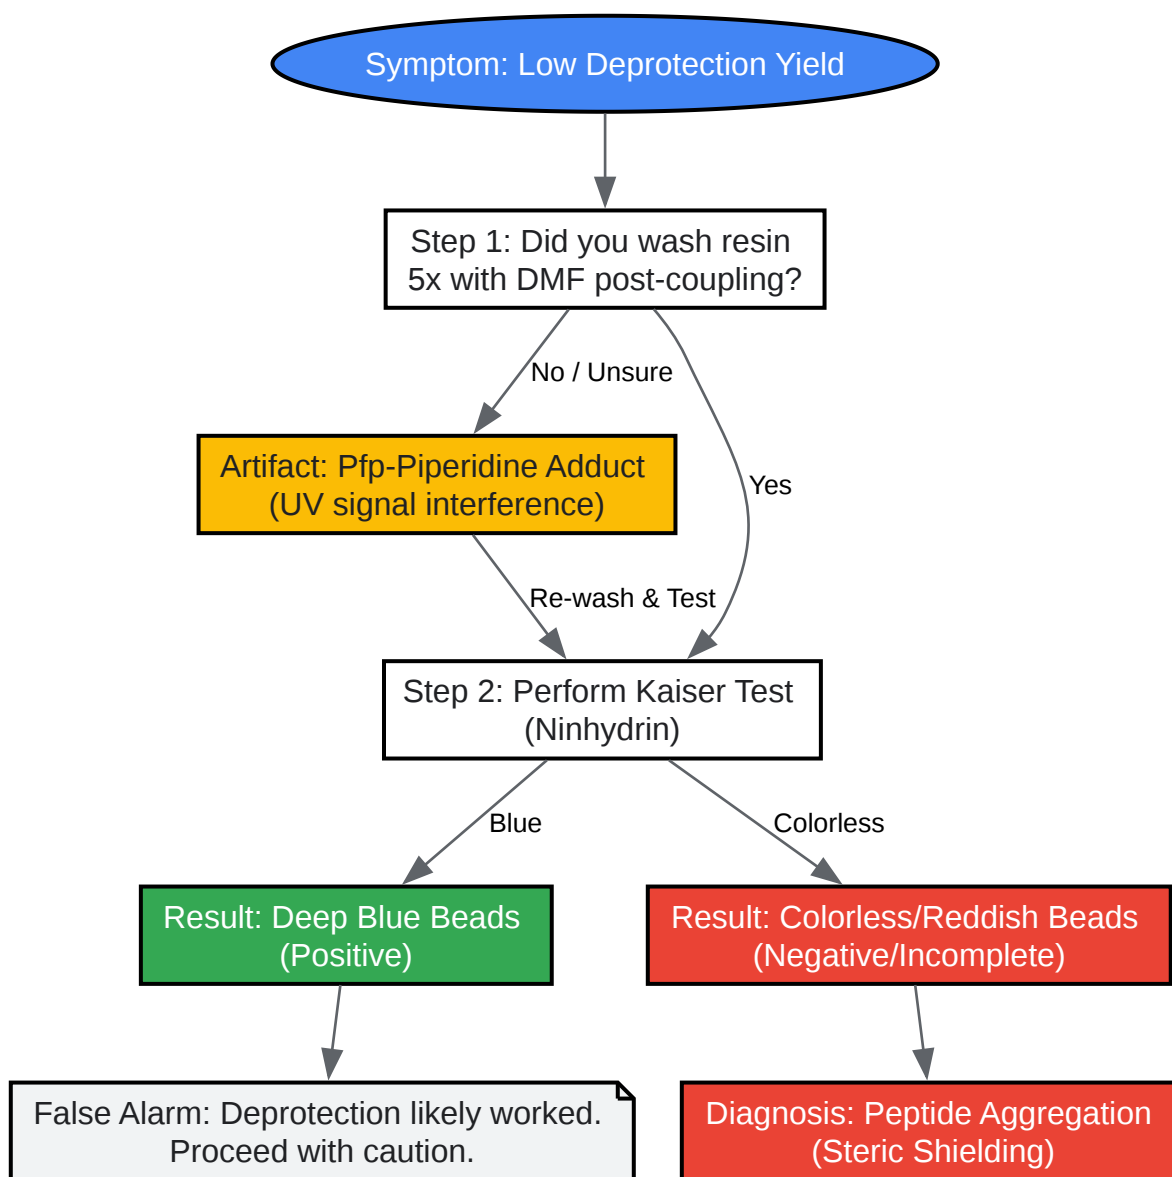 Symptom: Low Deprotection Yield
Step 1: Did you wash resin
5x with DMF post-coupling?
No / Unsure
Artifact: Pfp-Piperidine Adduct
(UV signal interference)
Yes
Re-wash & Test
Step 2: Perform Kaiser Test
(Ninhydrin)
Blue
Colorless
Result: Deep Blue Beads
(Positive)
Result: Colorless/Reddish Beads
(Negative/Incomplete)
False Alarm: Deprotection likely worked.
Proceed with caution.
Diagnosis: Peptide Aggregation
(Steric Shielding)